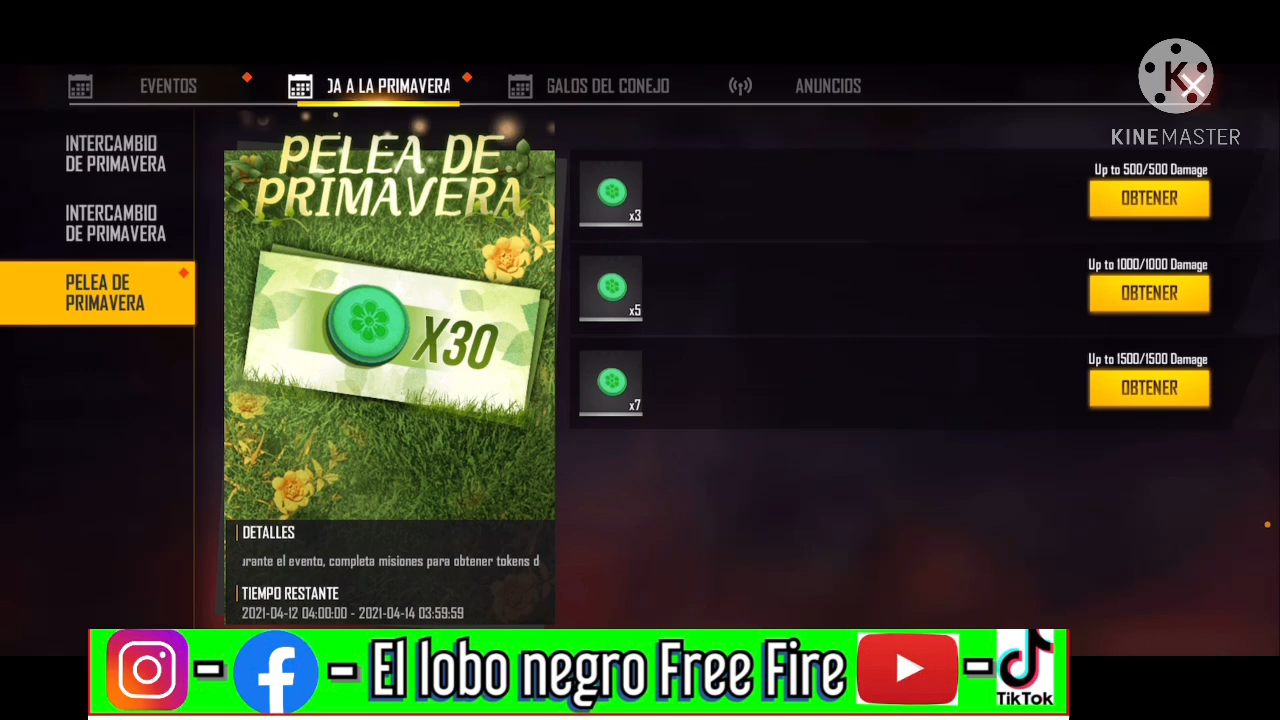 EVENTOS
DA A LA PRIMAVERA
GALOS DEL CONEJO
ANUNCIOS
K
KINEMASTER
INTERCAMBIO
DE PRIMAVERA
INTERCAMBIO
DE PRIMAVERA
PELEA DE
PRIMAVERA
PELEA DE
PRIMAVERA
X30
DETALLES
urante el evento, completa misiones para obtener tokens d
TIEMPO RESTANTE
2021-04-12 04:00:00 - 2021-04-14 03:59:59
x3
Up to 500/500 Damage
OBTENER
x5
Up to 1000/1000 Damage
OBTENER
x7
Up to 1500/1500 Damage
OBTENER
- f - El lobo negro Free Fire -
TikTok